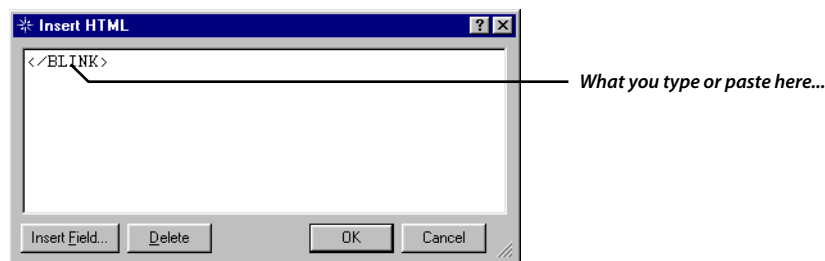 Insert HTML
</BLINK>
What you type or paste here...
Insert Field... Delete OK Cancel